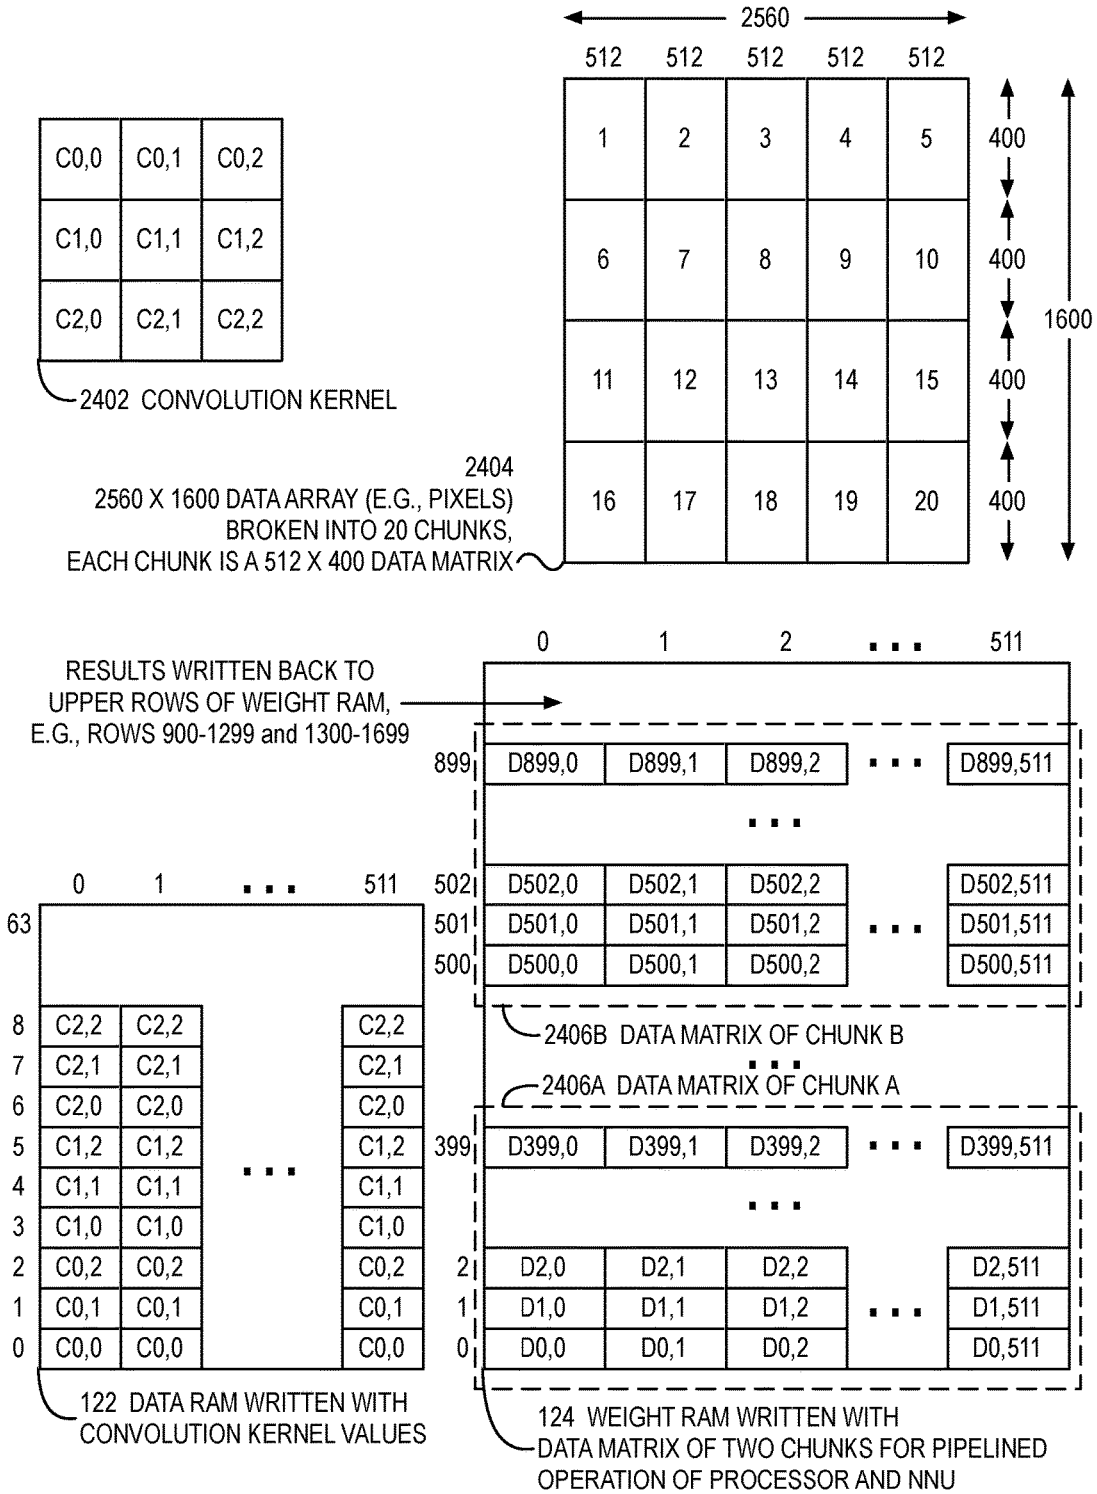 2560
512 512 512 512 512
1 2 3 4 5 400
6 7 8 9 10 400
1600
11 12 13 14 15 400
16 17 18 19 20 400
C0,0 C0,1 C0,2
C1,0 C1,1 C1,2
C2,0 C2,1 C2,2
2402 CONVOLUTION KERNEL
2404
2560 X 1600 DATA ARRAY (E.G., PIXELS)
BROKEN INTO 20 CHUNKS,
EACH CHUNK IS A 512 X 400 DATA MATRIX
RESULTS WRITTEN BACK TO
UPPER ROWS OF WEIGHT RAM,
E.G., ROWS 900-1299 and 1300-1699
0 1 2 ... 511
899 D899,0 D899,1 D899,2 ... D899,511
...
502 D502,0 D502,1 D502,2 D502,511
501 D501,0 D501,1 D501,2 ... D501,511
500 D500,0 D500,1 D500,2 D500,511
2406B DATA MATRIX OF CHUNK B
...
2406A DATA MATRIX OF CHUNK A
399 D399,0 D399,1 D399,2 ... D399,511
...
2 D2,0 D2,1 D2,2 D2,511
1 D1,0 D1,1 D1,2 ... D1,511
0 D0,0 D0,1 D0,2 D0,511
124 WEIGHT RAM WRITTEN WITH
DATA MATRIX OF TWO CHUNKS FOR PIPELINED
OPERATION OF PROCESSOR AND NNU
0 1 ... 511
63
8 C2,2 C2,2 C2,2
7 C2,1 C2,1 C2,1
6 C2,0 C2,0 C2,0
5 C1,2 C1,2 C1,2
...
4 C1,1 C1,1 C1,1
3 C1,0 C1,0 C1,0
2 C0,2 C0,2 C0,2
1 C0,1 C0,1 C0,1
0 C0,0 C0,0 C0,0
122 DATA RAM WRITTEN WITH
CONVOLUTION KERNEL VALUES